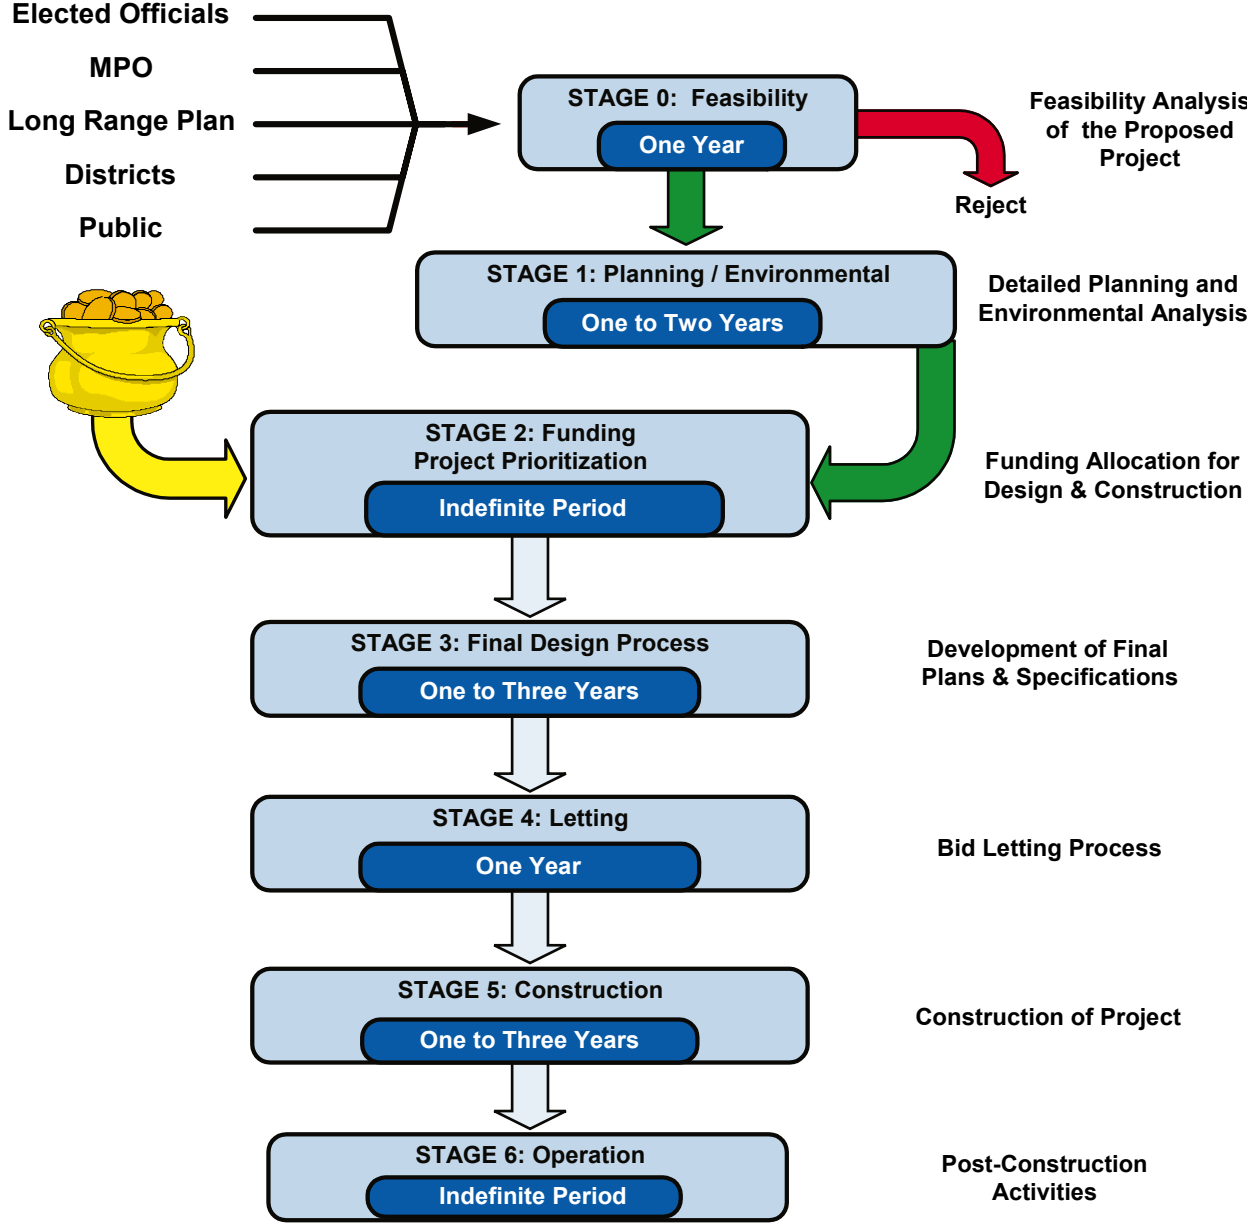 Elected Officials
MPO
Long Range Plan
Districts
Public
STAGE 0: Feasibility
One Year
Feasibility Analysis
of the Proposed
Project
Reject
STAGE 1: Planning / Environmental
One to Two Years
Detailed Planning and
Environmental Analysis
STAGE 2: Funding
Project Prioritization
Indefinite Period
Funding Allocation for
Design & Construction
STAGE 3: Final Design Process
One to Three Years
Development of Final
Plans & Specifications
STAGE 4: Letting
One Year
Bid Letting Process
STAGE 5: Construction
One to Three Years
Construction of Project
STAGE 6: Operation
Indefinite Period
Post-Construction
Activities